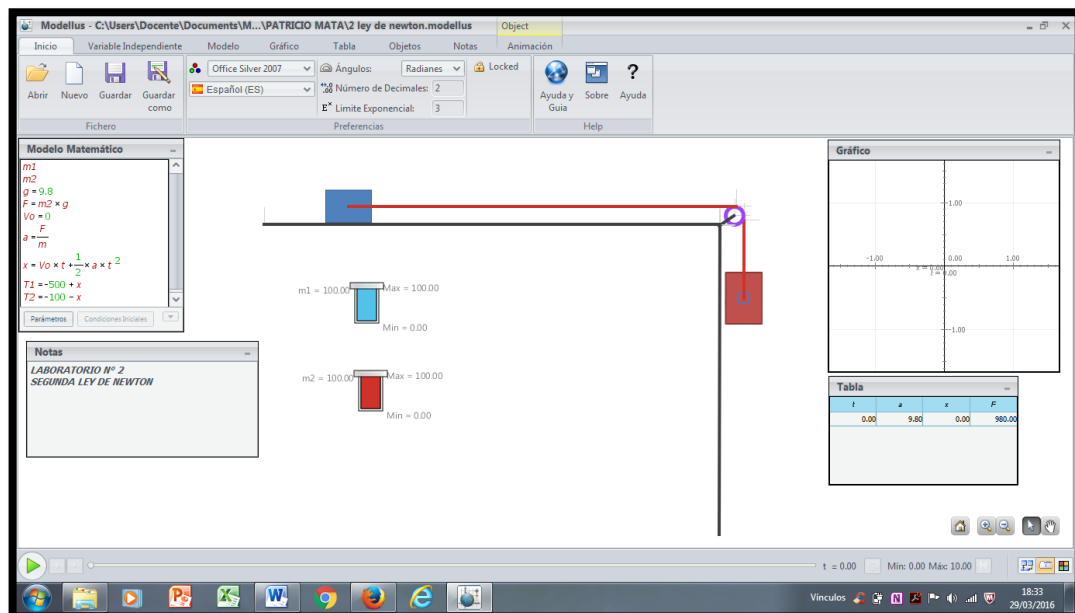 Modellus - C:\Users\Docente\Documents\M...\PATRICIO MATA\2 ley de newton.modellus
Object
Inicio Variable Independiente Modelo Gráfico Tabla Objetos Notas Animación
Abrir
Nuevo
Guardar
Guardar como
Fichero
Office Silver 2007
Español (ES)
Ángulos: Radianes
Número de Decimales: 2
Limite Exponencial: 3
Locked
Preferencias
Ayuda y Guia
Sobre
Ayuda
Help
Modelo Matemático
m1
m2
g = 9.8
F = m2 × g
Vo = 0
a = F/m
x = Vo × t + 1/2 × a × t^2
T1 = -500 + x
T2 = -100 - x
Parámetros Condiciones Iniciales
Notas
LABORATORIO Nº 2
SEGUNDA LEY DE NEWTON
m1 = 100.00
Max = 100.00
Min = 0.00
m2 = 100.00
Max = 100.00
Min = 0.00
Gráfico
1.00
-1.00 0.00 1.00
x = 0.00
t = 0.00
-1.00
Tabla
t a x F
0.00 9.80 0.00 980.00
t = 0.00 Min: 0.00 Máx: 10.00
Vínculos
18:33
29/03/2016